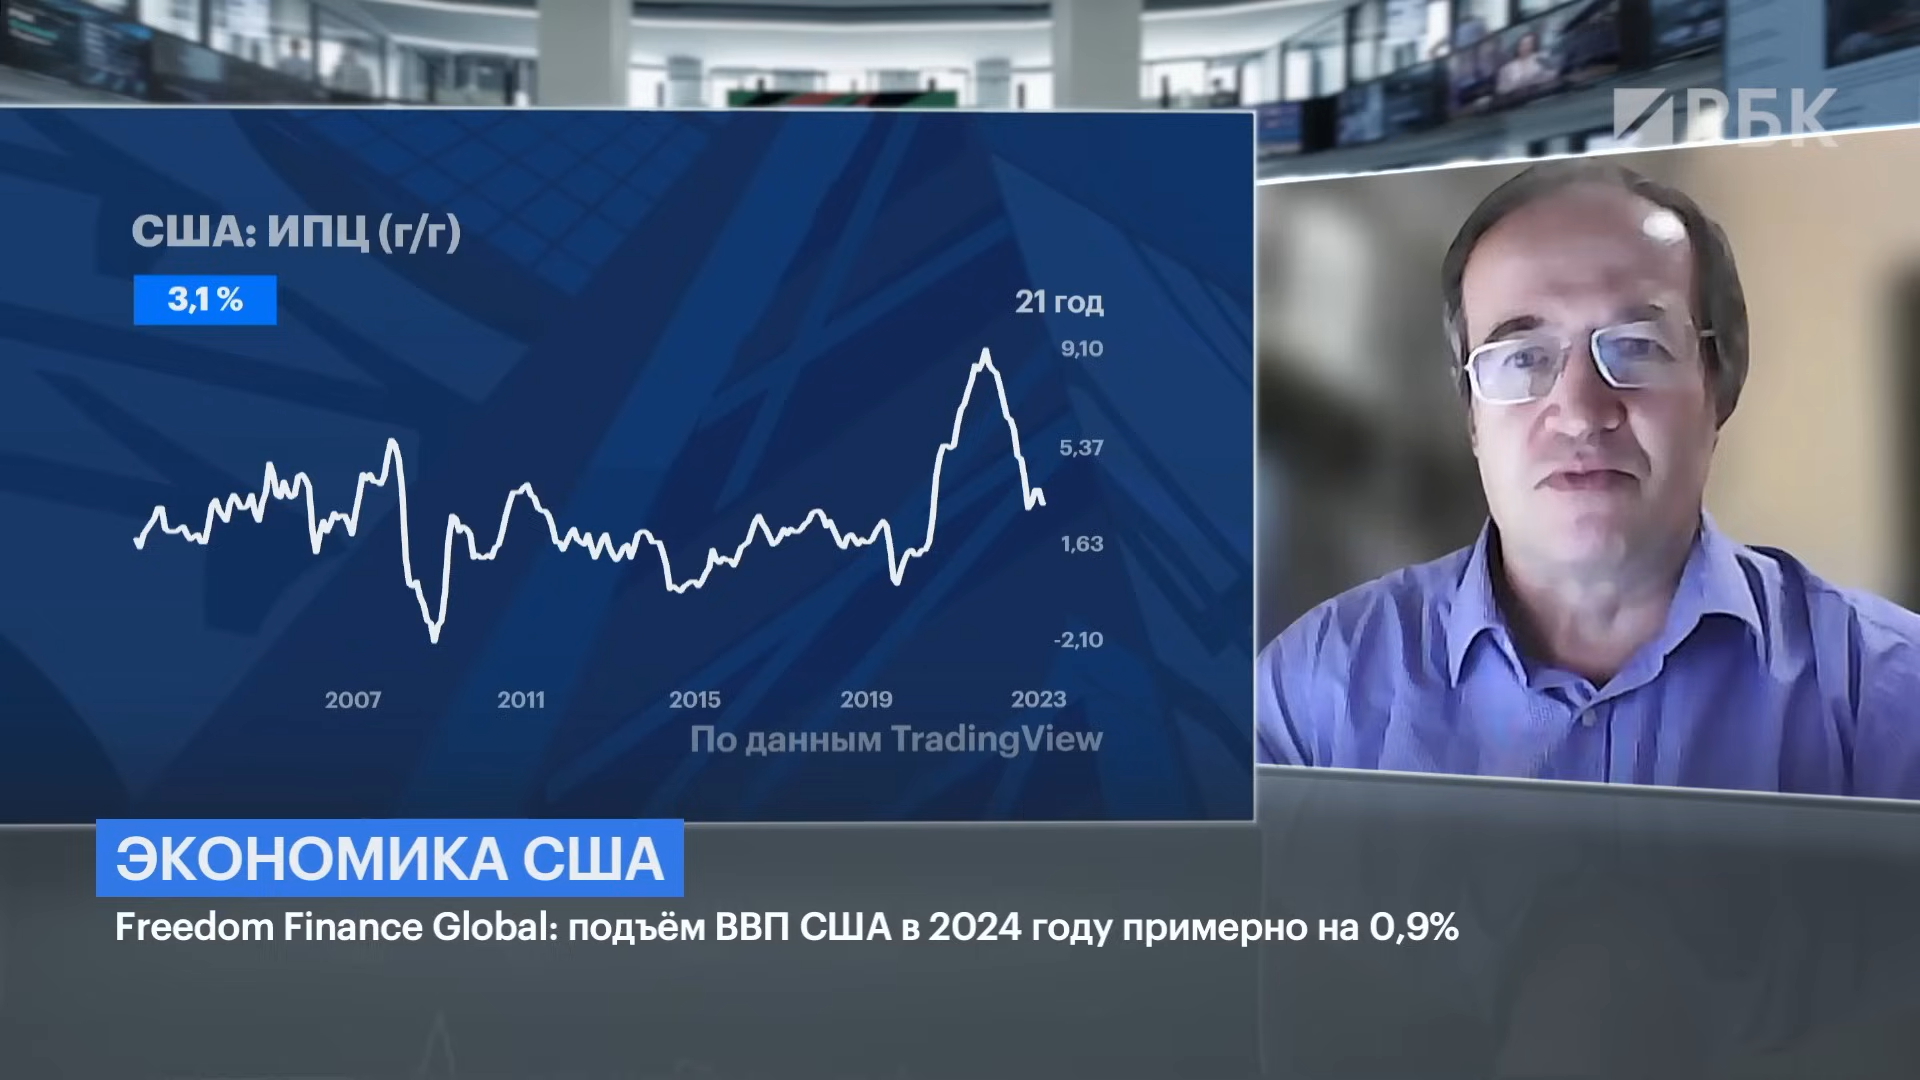 РБК
США: ИПЦ (г/г)
3,1 %
21 год
9,10
5,37
1,63
-2,10
2007 2011 2015 2019 2023
По данным TradingView
ЭКОНОМИКА США
Freedom Finance Global: подъём ВВП США в 2024 году примерно на 0,9%